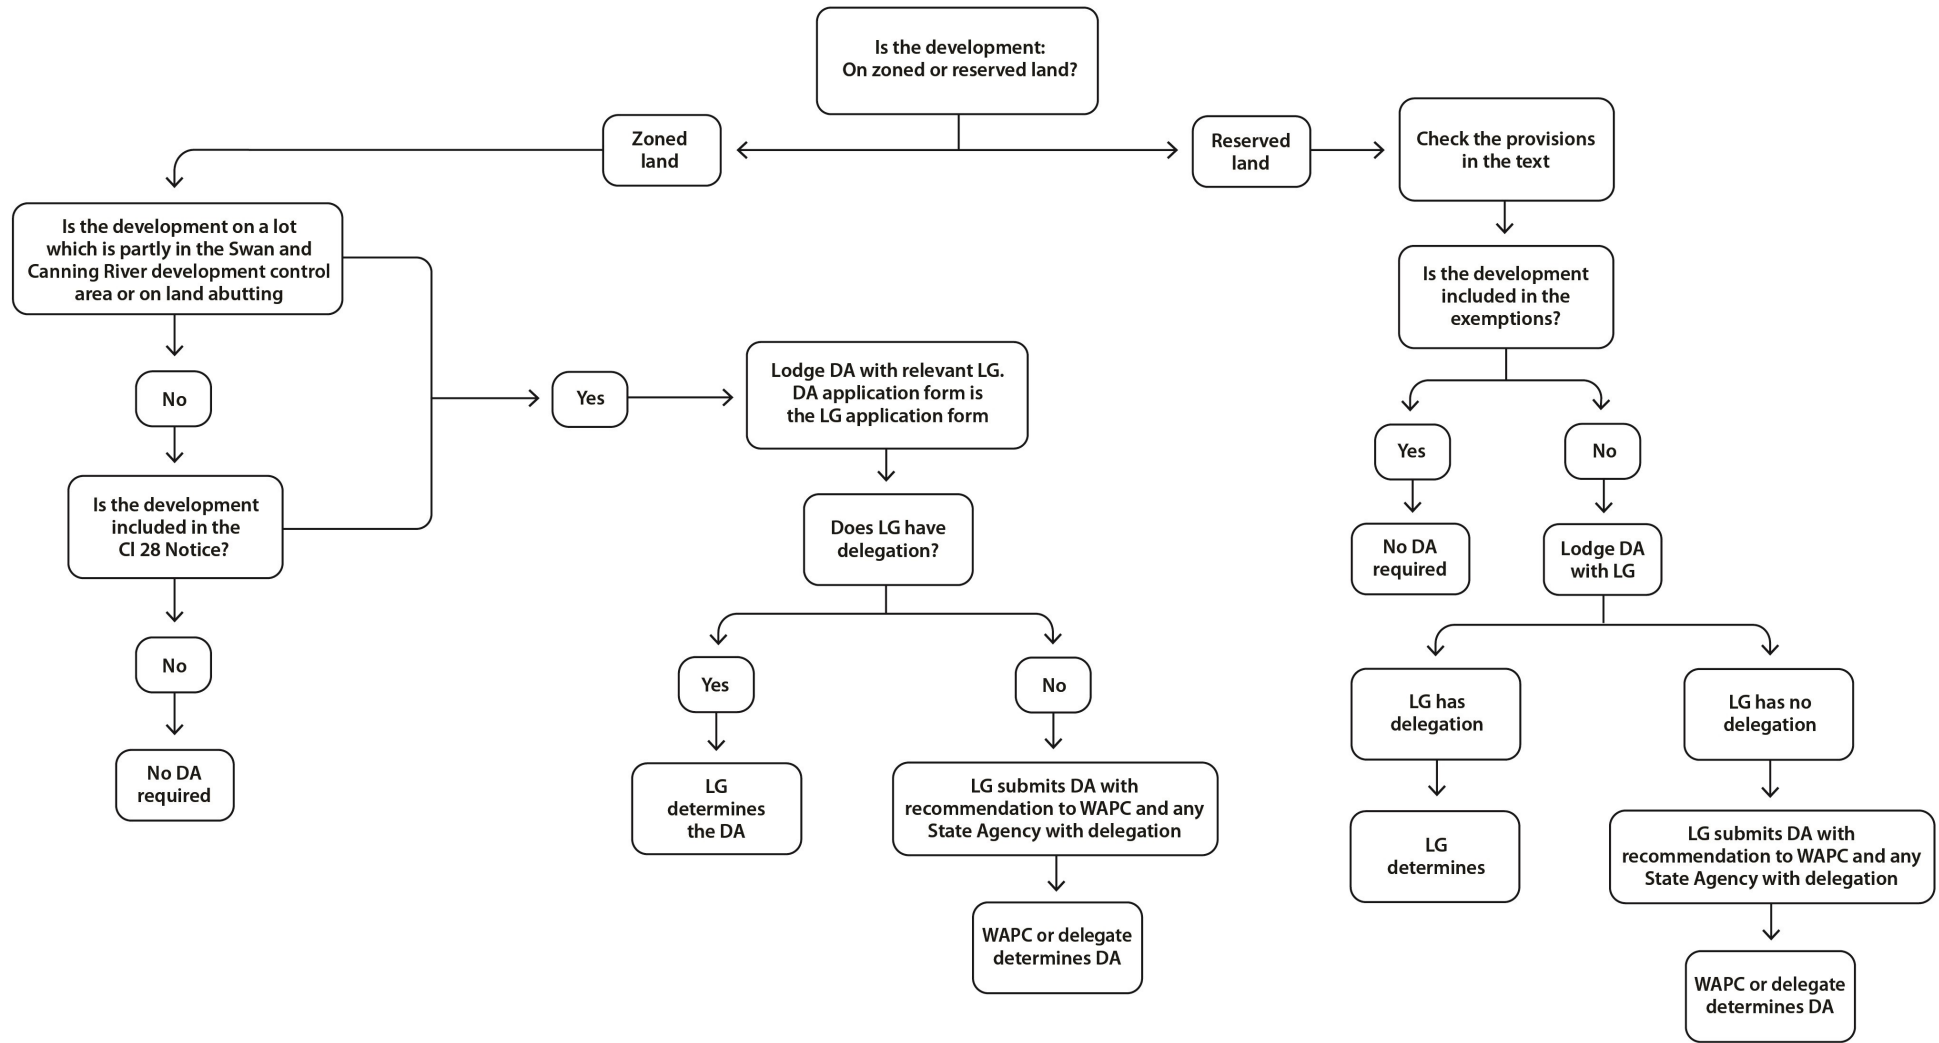 Is the development:
On zoned or reserved land?
Zoned
land
Reserved
land
Check the provisions
in the text
Is the development on a lot
which is partly in the Swan and
Canning River development control
area or on land abutting
No
Is the development
included in the
Cl 28 Notice?
No
No DA
required
Yes
Lodge DA with relevant LG.
DA application form is
the LG application form
Does LG have
delegation?
Yes
LG
determines
the DA
No
LG submits DA with
recommendation to WAPC and any
State Agency with delegation
WAPC or delegate
determines DA
Is the development
included in the
exemptions?
Yes
No DA
required
No
Lodge DA
with LG
LG has
delegation
LG
determines
LG has no
delegation
LG submits DA with
recommendation to WAPC and any
State Agency with delegation
WAPC or delegate
determines DA